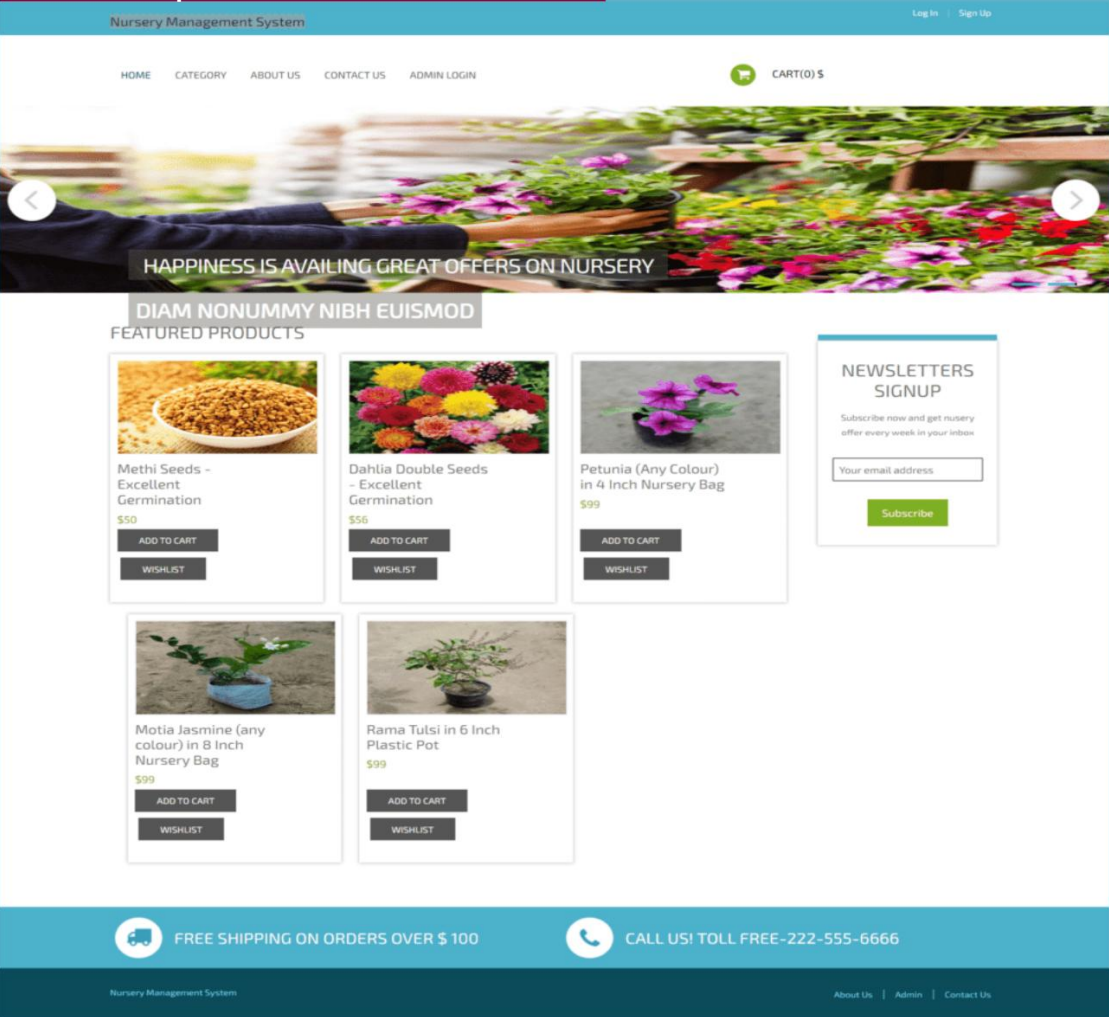 Nursery Management System
Log In | Sign Up
HOME CATEGORY ABOUT US CONTACT US ADMIN LOGIN
CART(0) $
HAPPINESS IS AVAILING GREAT OFFERS ON NURSERY
DIAM NONUMMY NIBH EUISMOD
FEATURED PRODUCTS
Methi Seeds -
Excellent
Germination
$50
ADD TO CART
WISHLIST
Dahlia Double Seeds
- Excellent
Germination
$56
ADD TO CART
WISHLIST
Petunia (Any Colour)
in 4 Inch Nursery Bag
$99
ADD TO CART
WISHLIST
NEWSLETTERS
SIGNUP
Subscribe now and get nusery
offer every week in your inbox
Your email address
Subscribe
Motia Jasmine (any
colour) in 8 Inch
Nursery Bag
$99
ADD TO CART
WISHLIST
Rama Tulsi in 6 Inch
Plastic Pot
$99
ADD TO CART
WISHLIST
FREE SHIPPING ON ORDERS OVER $ 100
CALL US! TOLL FREE-222-555-6666
Nursery Management System
About Us | Admin | Contact Us